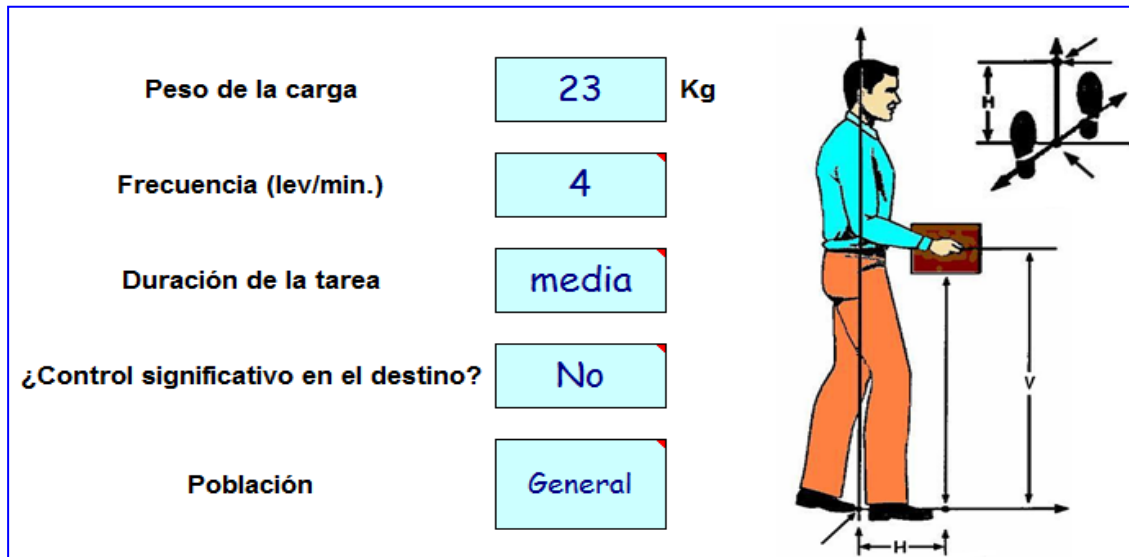 Peso de la carga 23 Kg
Frecuencia (lev/min.) 4
Duración de la tarea media
¿Control significativo en el destino? No
Población General
H
V
H